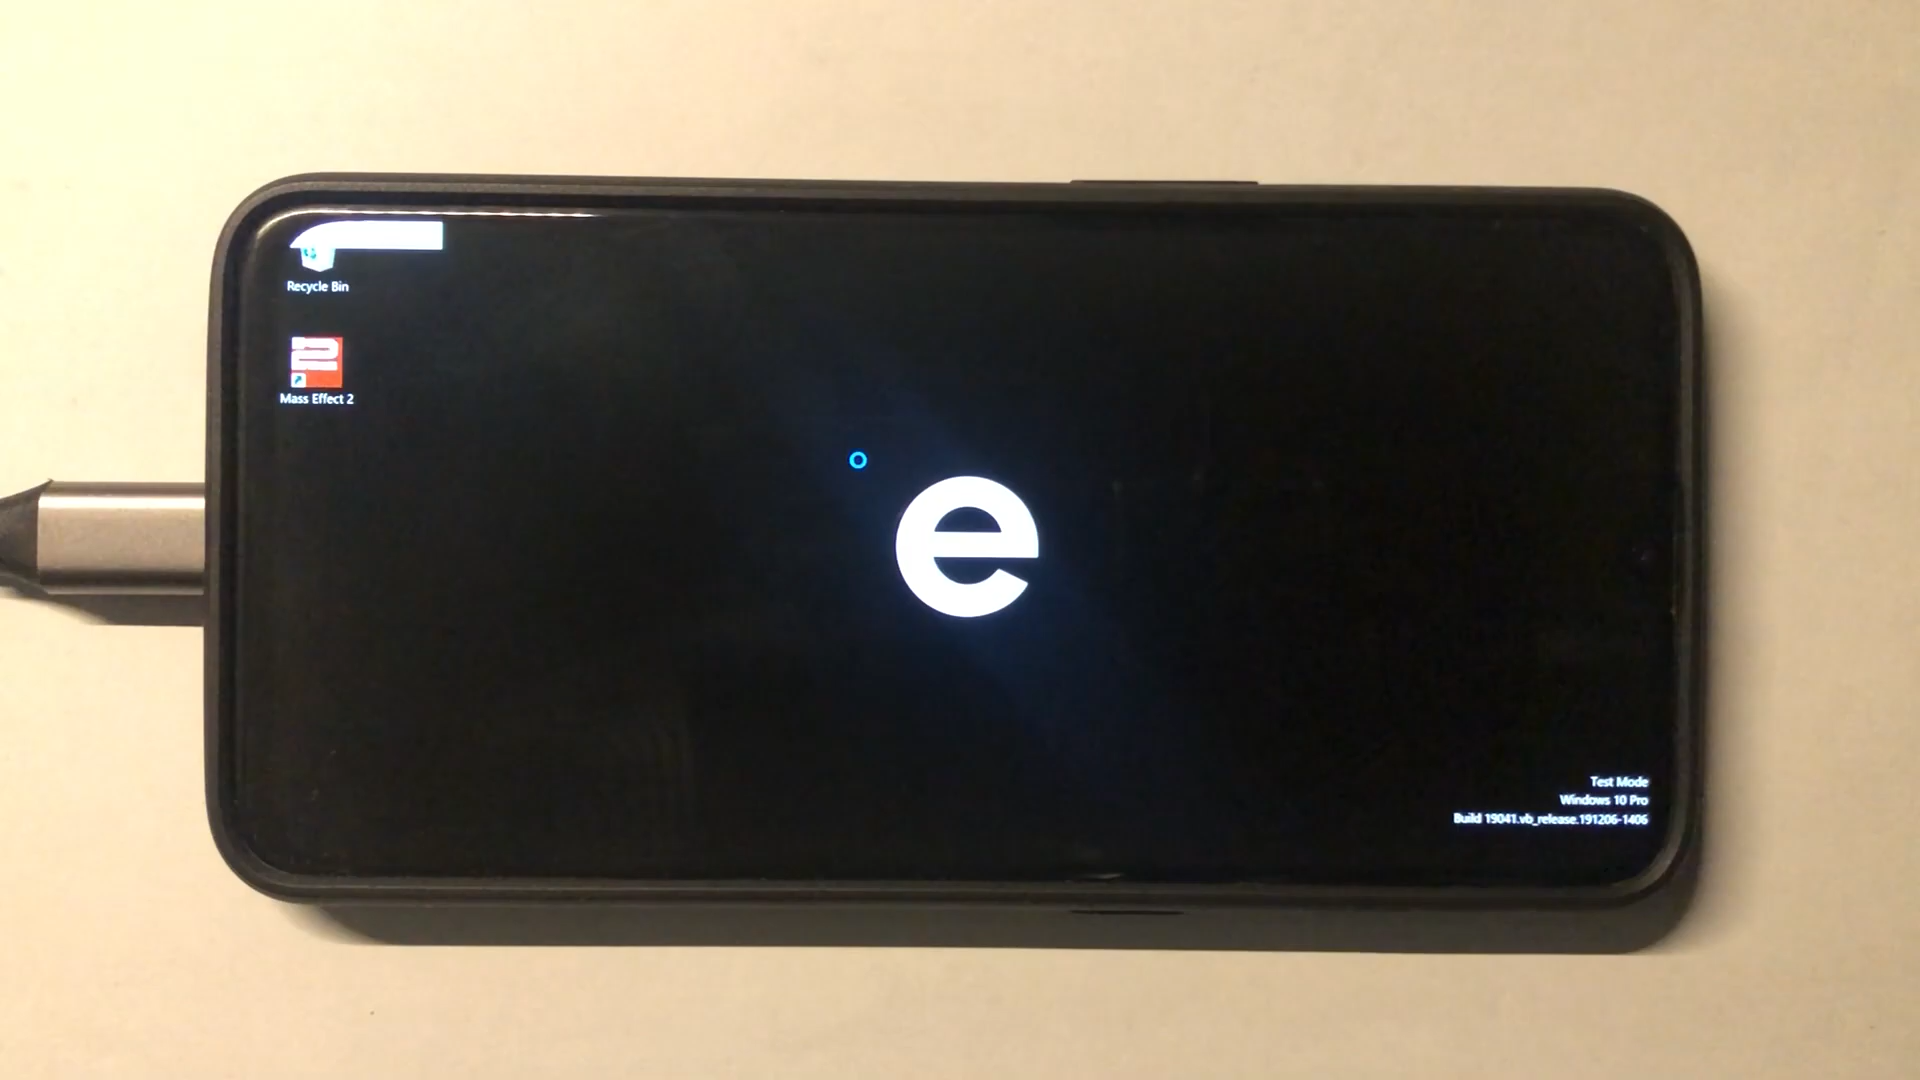 Recycle Bin
Mass Effect 2
e
Test Mode
Windows 10 Pro
Build 19041.vb_release.191206-1406